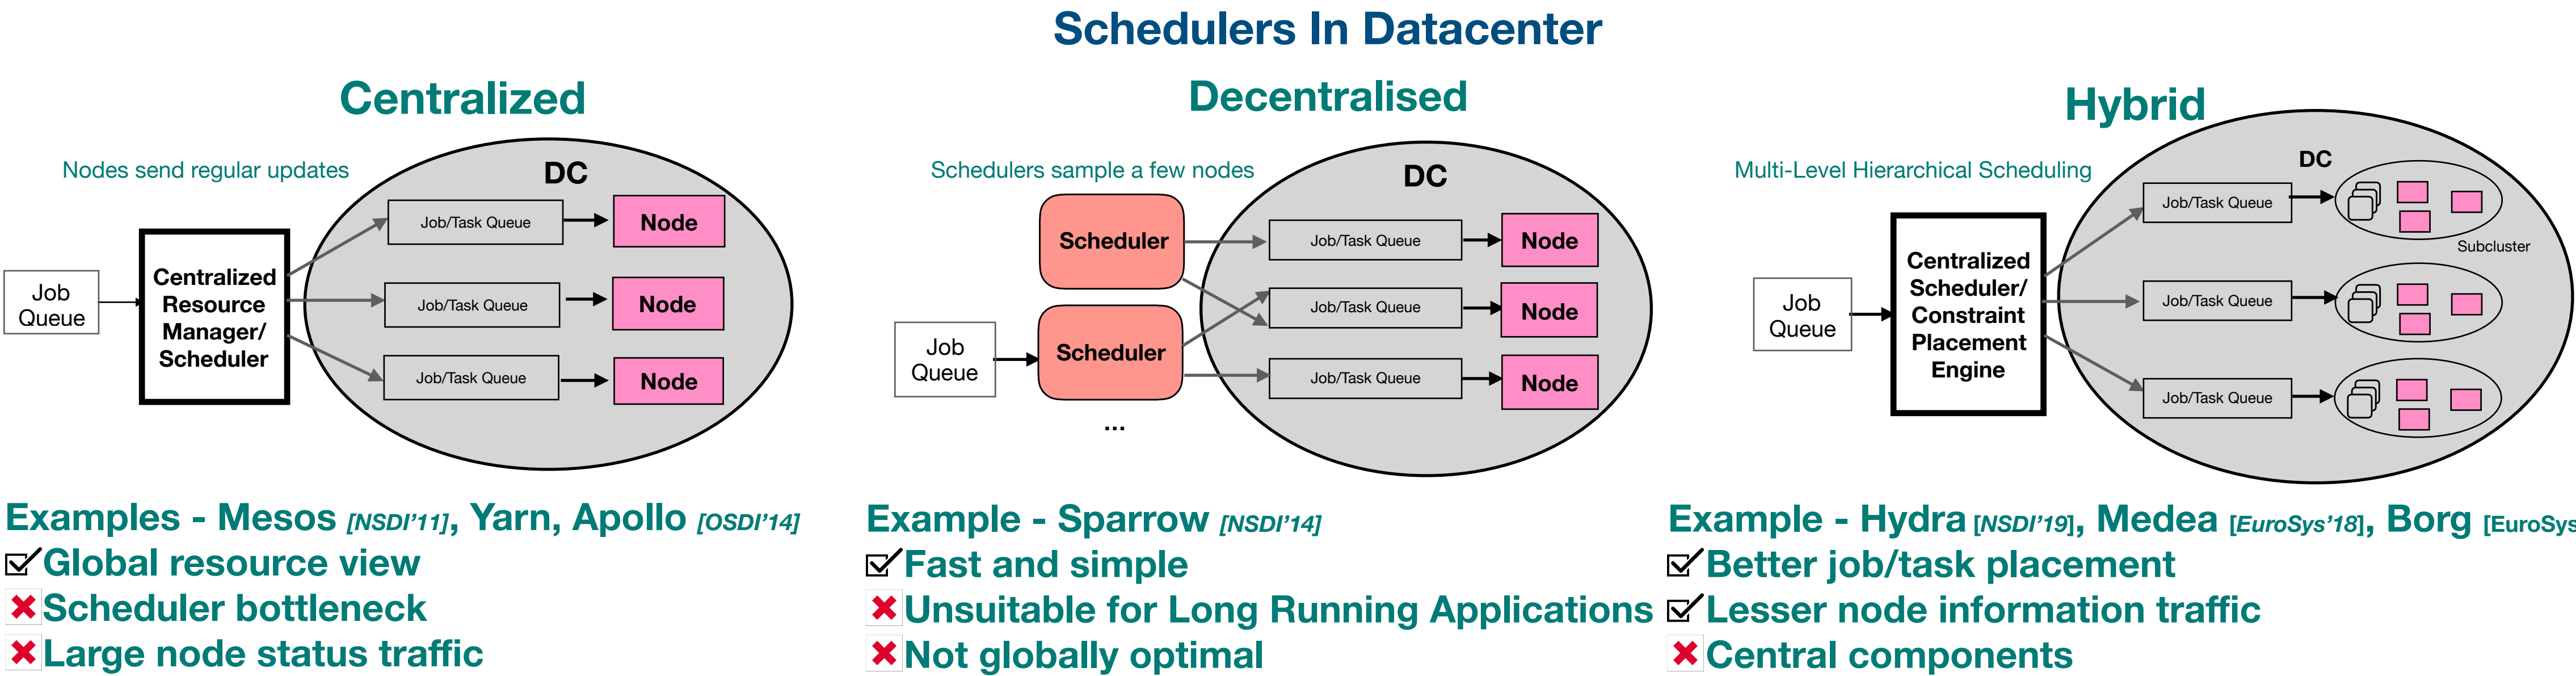 Schedulers In Datacenter
Centralized
Nodes send regular updates
DC
Job
Queue
Centralized
Resource
Manager/
Scheduler
Job/Task Queue
Node
Job/Task Queue
Node
Job/Task Queue
Node
Examples - Mesos [NSDI'11], Yarn, Apollo [OSDI'14]
Global resource view
Scheduler bottleneck
Large node status traffic
Decentralised
Schedulers sample a few nodes
DC
Scheduler
Scheduler
Job
Queue
...
Job/Task Queue
Node
Job/Task Queue
Node
Job/Task Queue
Node
Example - Sparrow [NSDI'14]
Fast and simple
Unsuitable for Long Running Applications
Not globally optimal
Hybrid
Multi-Level Hierarchical Scheduling
DC
Job
Queue
Centralized
Scheduler/
Constraint
Placement
Engine
Job/Task Queue
Subcluster
Job/Task Queue
Job/Task Queue
Example - Hydra [NSDI'19], Medea [EuroSys'18], Borg [EuroSys
Better job/task placement
Lesser node information traffic
Central components